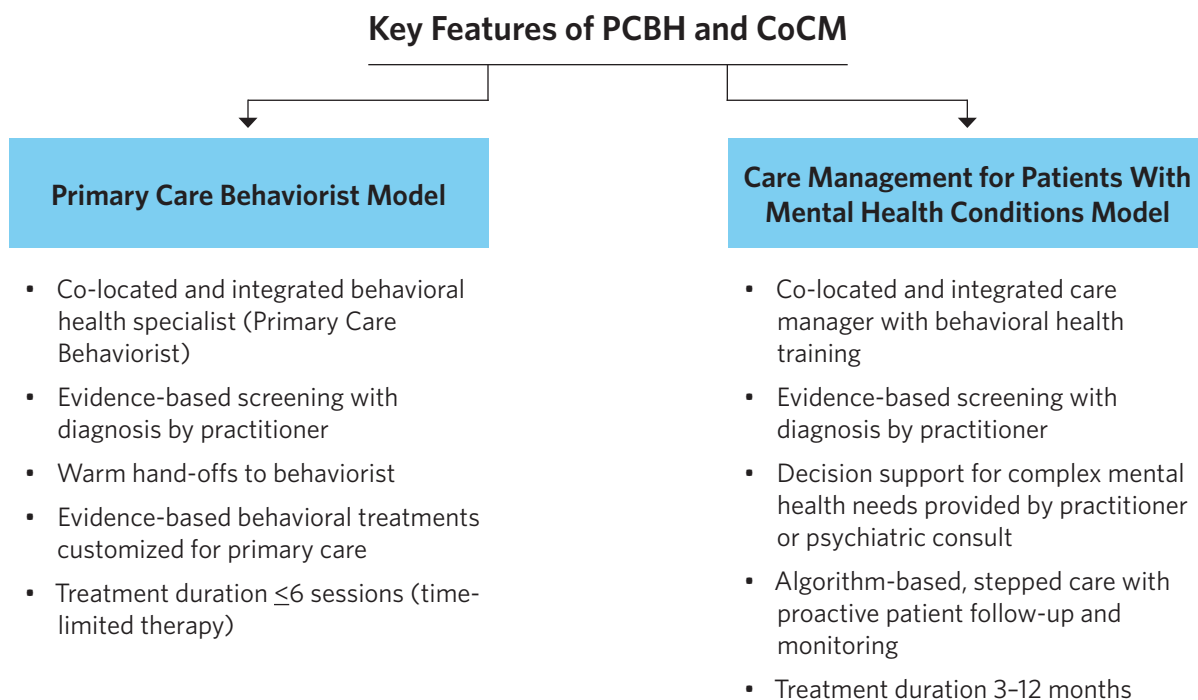 Key Features of PCBH and CoCM
Primary Care Behaviorist Model
• Co-located and integrated behavioral
health specialist (Primary Care
Behaviorist)
• Evidence-based screening with
diagnosis by practitioner
• Warm hand-offs to behaviorist
• Evidence-based behavioral treatments
customized for primary care
• Treatment duration ≤6 sessions (time-
limited therapy)
Care Management for Patients With
Mental Health Conditions Model
• Co-located and integrated care
manager with behavioral health
training
• Evidence-based screening with
diagnosis by practitioner
• Decision support for complex mental
health needs provided by practitioner
or psychiatric consult
• Algorithm-based, stepped care with
proactive patient follow-up and
monitoring
• Treatment duration 3–12 months